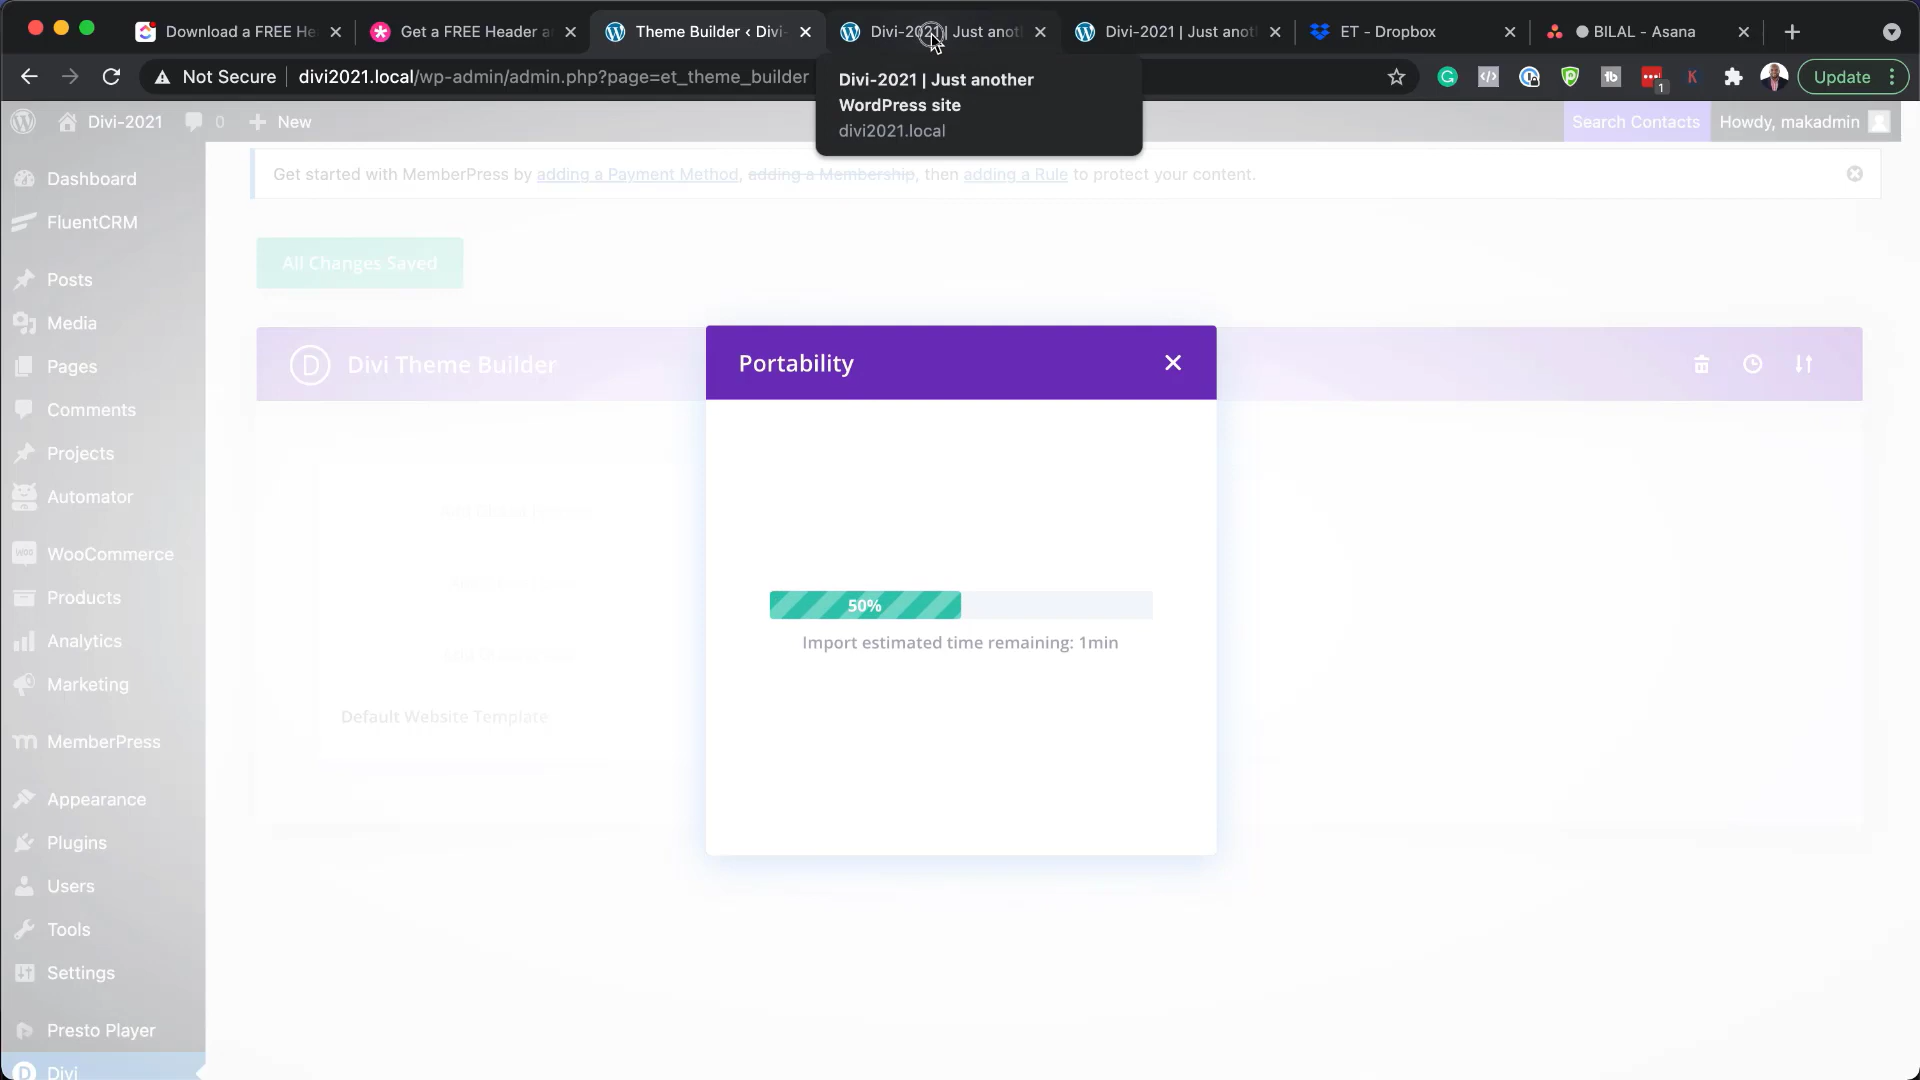 Download a FREE He
Get a FREE Header a
Theme Builder ‹ Divi-
Divi-2021 | Just anot
Divi-2021 | Just anot
ET - Dropbox
BILAL - Asana
Not Secure
divi2021.local/wp-admin/admin.php?page=et_theme_builder
Update
1
Divi-2021 | Just another
WordPress site
divi2021.local
Divi-2021
0
New
Search Contacts
Howdy, makadmin
Get started with MemberPress by adding a Payment Method, adding a Membership, then adding a Rule to protect your content.
Dashboard
FluentCRM
Posts
Media
Pages
Comments
Projects
Automator
WooCommerce
Products
Analytics
Marketing
MemberPress
Appearance
Plugins
Users
Tools
Settings
Presto Player
Divi
All Changes Saved
Divi Theme Builder
Default Website Template
Portability
50%
Import estimated time remaining: 1min